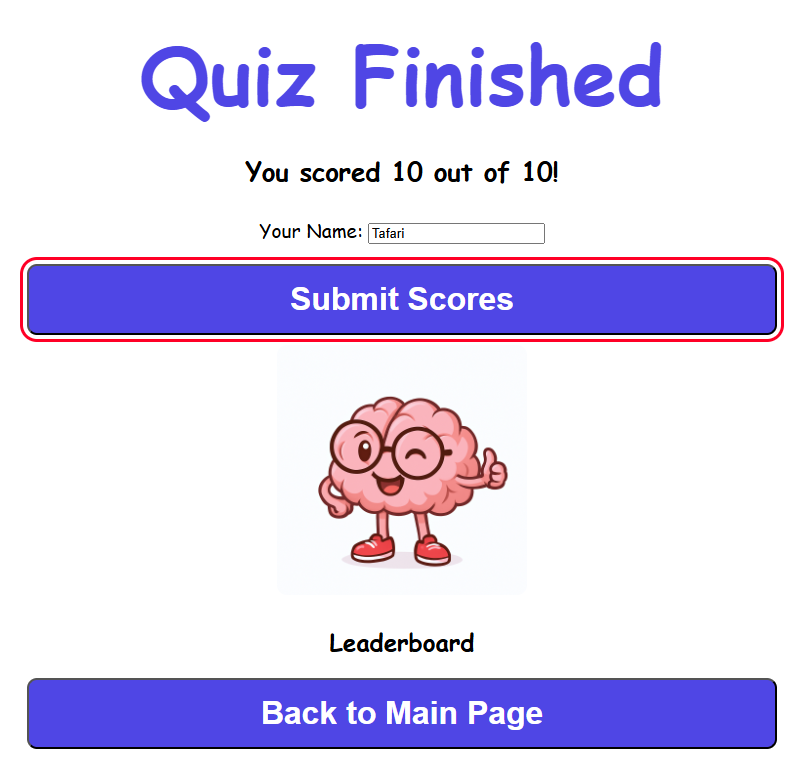 Quiz Finished
You scored 10 out of 10!
Your Name: Tafari
Submit Scores
Leaderboard
Back to Main Page